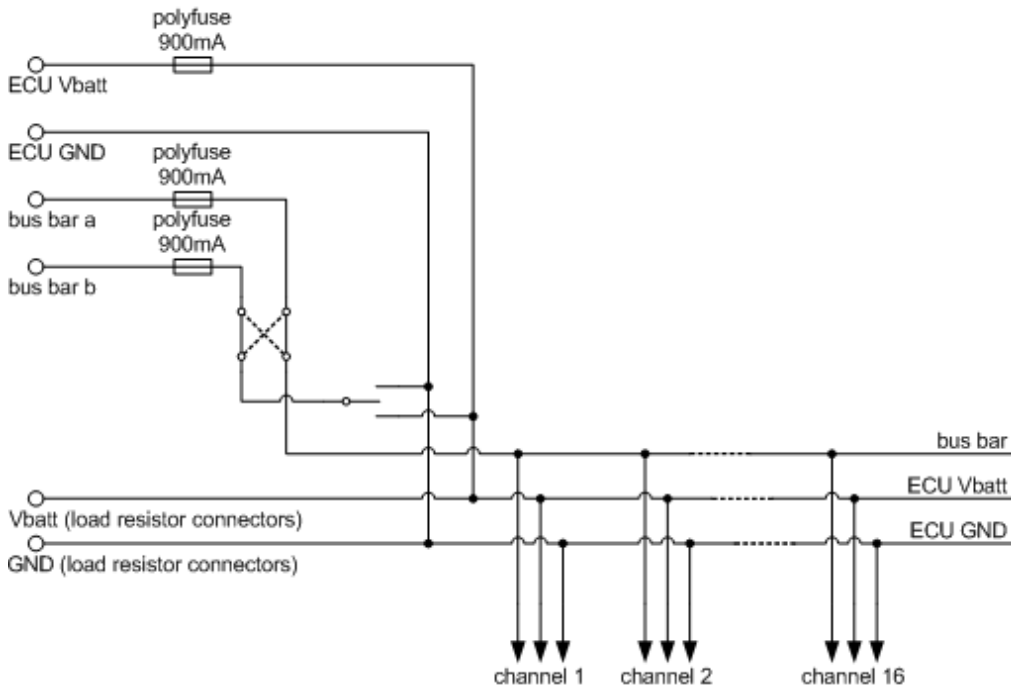 polyfuse
900mA
ECU Vbatt
ECU GND
polyfuse
900mA
bus bar a
polyfuse
900mA
bus bar b
bus bar
ECU Vbatt
Vbatt (load resistor connectors)
ECU GND
GND (load resistor connectors)
channel 1
channel 2
channel 16